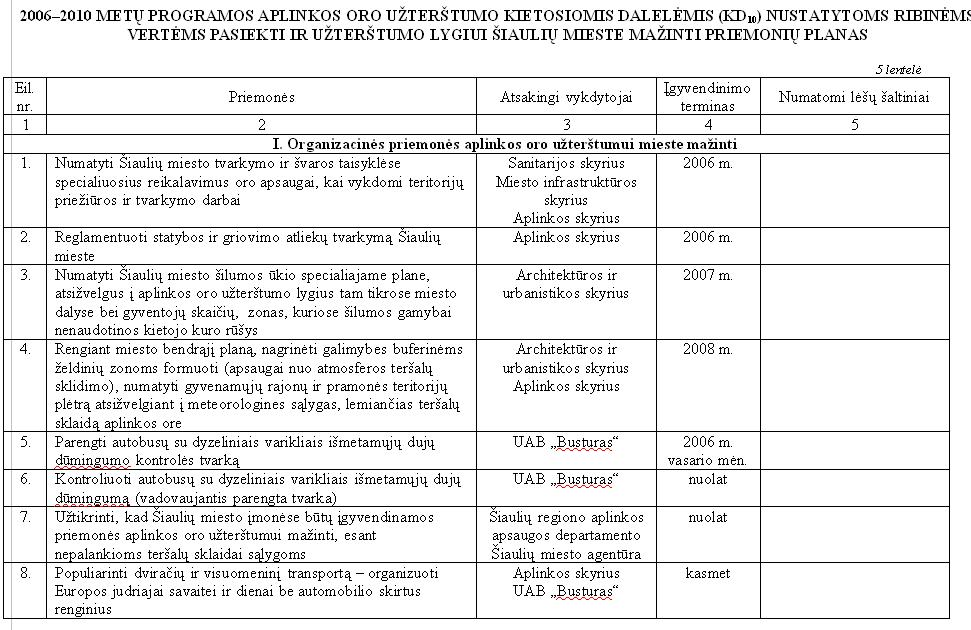 2006–2010 METŲ PROGRAMOS APLINKOS ORO UŽTERŠTUMO KIETOSIOMIS DALELĖMIS (KD10) NUSTATYTOMS RIBINĖMS
VERTĖMS PASIEKTI IR UŽTERŠTUMO LYGIUI ŠIAULIŲ MIESTE MAŽINTI PRIEMONIŲ PLANAS
5 lentelė
Eil. nr. Priemonės Atsakingi vykdytojai Įgyvendinimo terminas Numatomi lėšų šaltiniai
1 2 3 4 5
I. Organizacinės priemonės aplinkos oro užterštumui mieste mažinti
1. Numatyti Šiaulių miesto tvarkymo ir švaros taisyklėse
specialiuosius reikalavimus oro apsaugai, kai vykdomi teritorijų
priežiūros ir tvarkymo darbai
Sanitarijos skyrius
Miesto infrastruktūros
skyrius
Aplinkos skyrius
2006 m.
2. Reglamentuoti statybos ir griovimo atliekų tvarkymą Šiaulių
mieste
Aplinkos skyrius
2006 m.
3. Numatyti Šiaulių miesto šilumos ūkio specialiajame plane,
atsižvelgus į aplinkos oro užterštumo lygius tam tikrose miesto
dalyse bei gyventojų skaičių, zonas, kuriose šilumos gamybai
nenaudotinos kietojo kuro rūšys
Architektūros ir
urbanistikos skyrius
2007 m.
4. Rengiant miesto bendrąjį planą, nagrinėti galimybes buferinėms
želdinių zonoms formuoti (apsaugai nuo atmosferos teršalų
sklidimo), numatyti gyvenamųjų rajonų ir pramonės teritorijų
plėtrą atsižvelgiant į meteorologines sąlygas, lemiančias teršalų
sklaidą aplinkos ore
Architektūros ir
urbanistikos skyrius
Aplinkos skyrius
2008 m.
5. Parengti autobusų su dyzeliniais varikliais išmetamųjų dujų
dūmingumo kontrolės tvarką
UAB „Busturas“
2006 m.
vasario mėn.
6. Kontroliuoti autobusų su dyzeliniais varikliais išmetamųjų dujų
dūmingumą (vadovaujantis parengta tvarka)
UAB „Busturas“
nuolat
7. Užtikrinti, kad Šiaulių miesto įmonėse būtų įgyvendinamos
priemonės aplinkos oro užterštumui mažinti, esant
nepalankioms teršalų sklaidai sąlygoms
Šiaulių regiono aplinkos
apsaugos departamento
Šiaulių miesto agentūra
nuolat
8. Populiarinti dviračių ir visuomeninį transportą – organizuoti
Europos judriajai savaitei ir dienai be automobilio skirtus
renginius
Aplinkos skyrius
UAB „Busturas“
kasmet